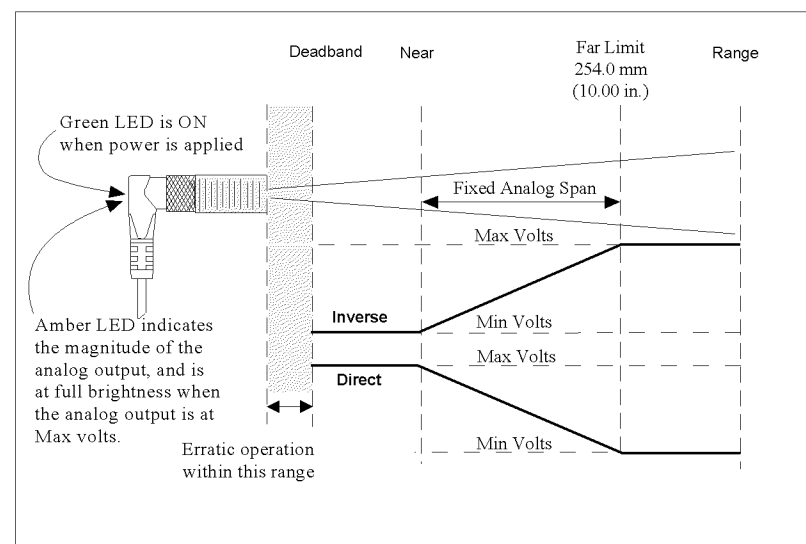 Deadband
Near
Far Limit
254.0 mm
(10.00 in.)
Range
Green LED is ON
when power is applied
Fixed Analog Span
Max Volts
Inverse
Min Volts
Max Volts
Direct
Min Volts
Amber LED indicates
the magnitude of the
analog output, and is
at full brightness when
the analog output is at
Max volts.
Erratic operation
within this range